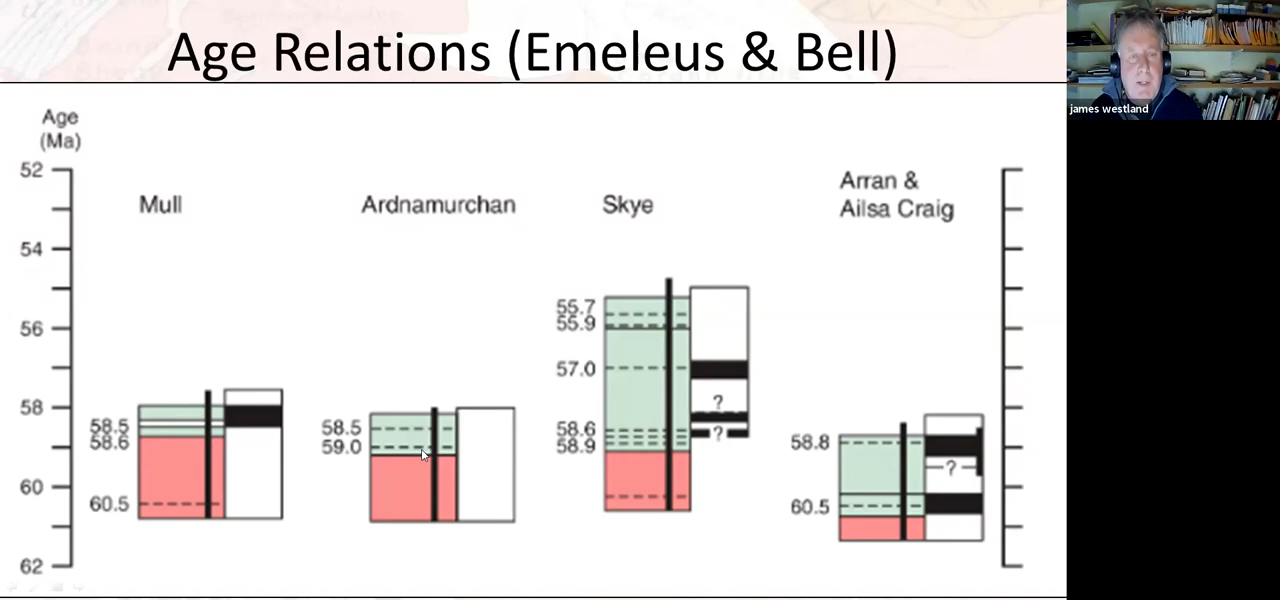 Age Relations (Emeleus & Bell)
james westland
Age
(Ma)
52
54
56
58
60
62
Mull
58.5
58.6
60.5
Ardnamurchan
58.5
59.0
Skye
55.7
55.9
57.0
58.6
58.9
?
?
Arran &
Ailsa Craig
58.8
60.5
?